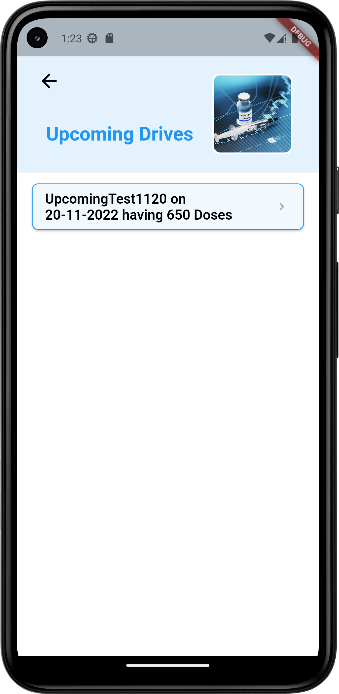 1:23
DEBUG
Upcoming Drives
UpcomingTest1120 on
20-11-2022 having 650 Doses